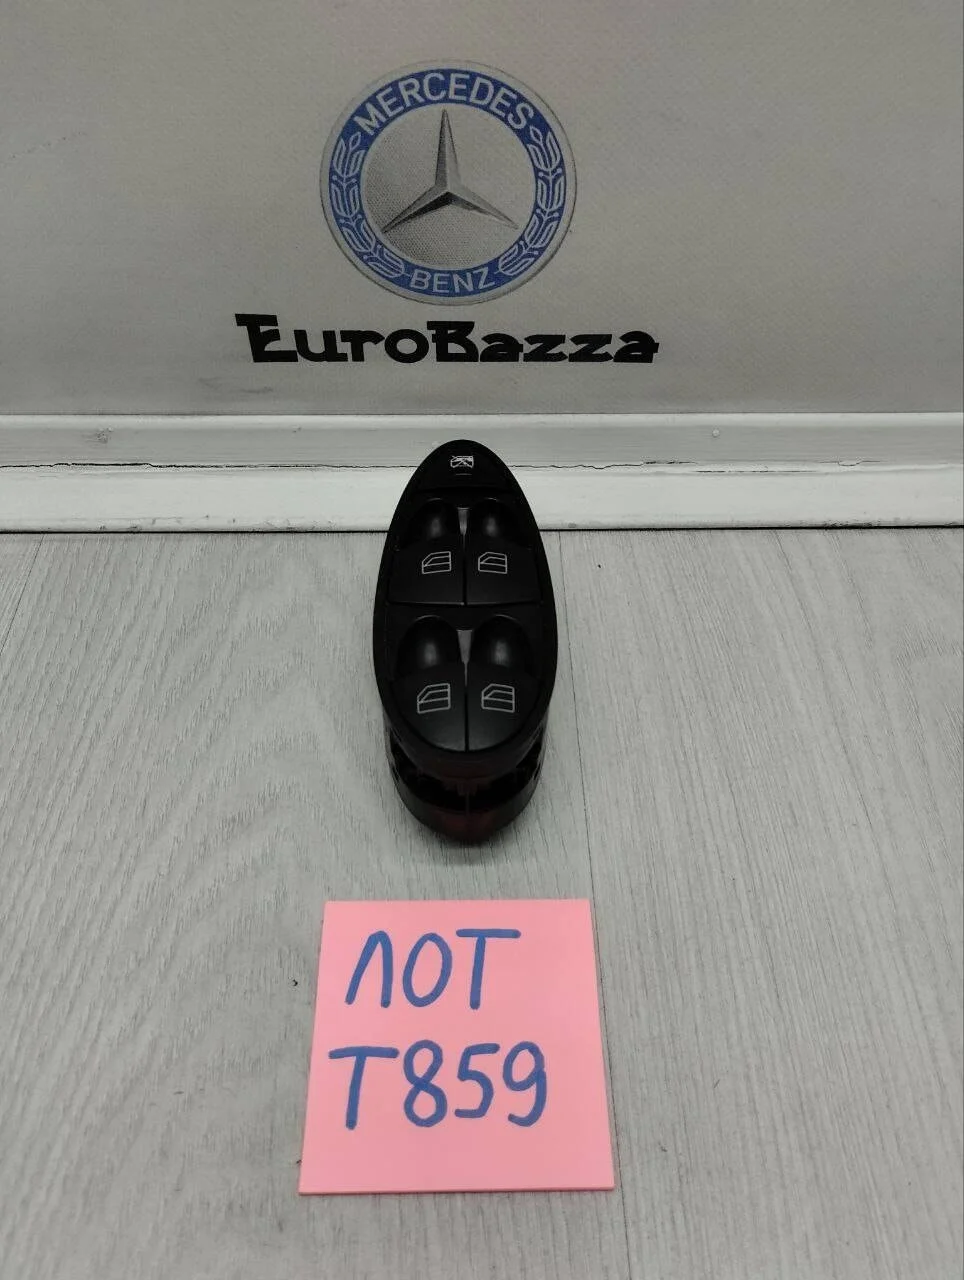 MERCEDES
BENZ
EuroBazza
ЛОТ
T859